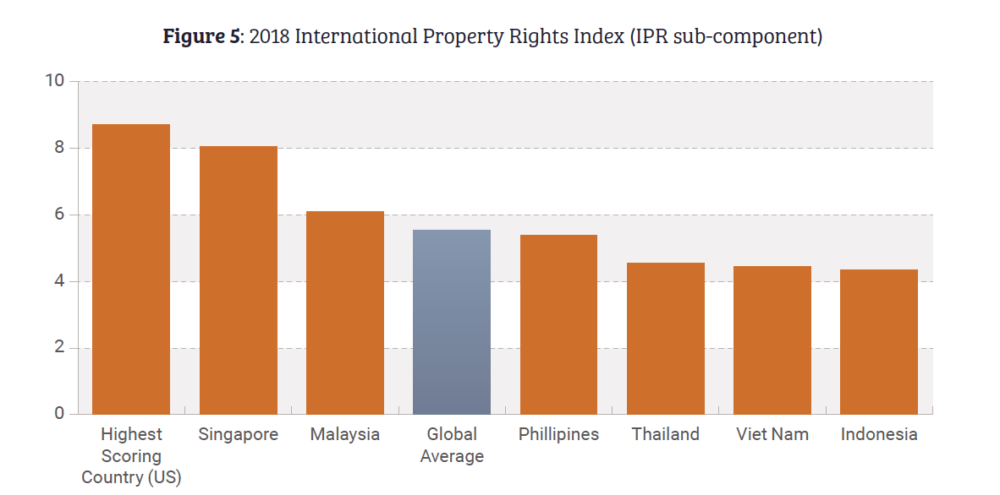 Figure 5: 2018 International Property Rights Index (IPR sub-component)
10
8
6
4
2
0
Highest
Scoring
Country (US)
Singapore
Malaysia
Global
Average
Phillipines
Thailand
Viet Nam
Indonesia